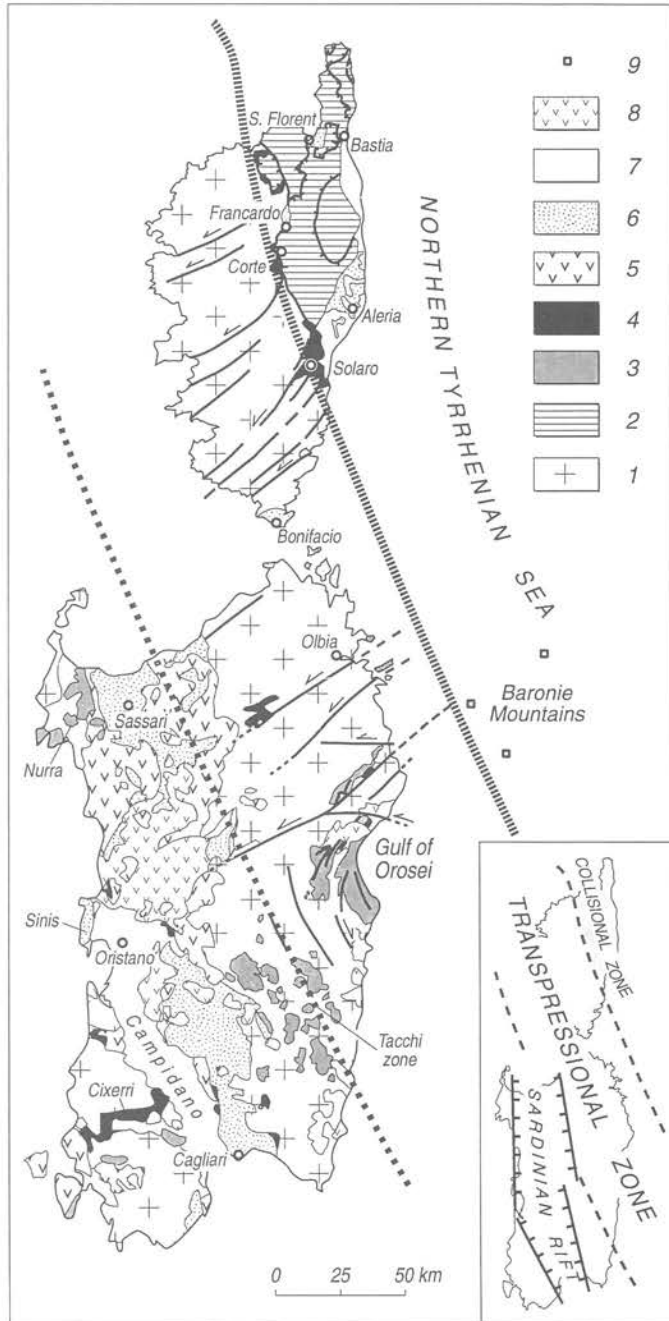 9
8
7
6
5
4
3
2
1
S. Florent
Bastia
Francardo
Corte
Aleria
Solaro
Bonifacio
NORTHERN TYRRHENIAN SEA
Olbia
Sassari
Nurra
Baronie
Mountains
Gulf of
Orosei
Sinis
Oristano
Tacchi
zone
Campidano
Cixerri
Cagliari
0 25 50 km
COLLISIONAL
ZONE
TRANSPRESSIONAL
ZONE
SARDINIAN RIFT